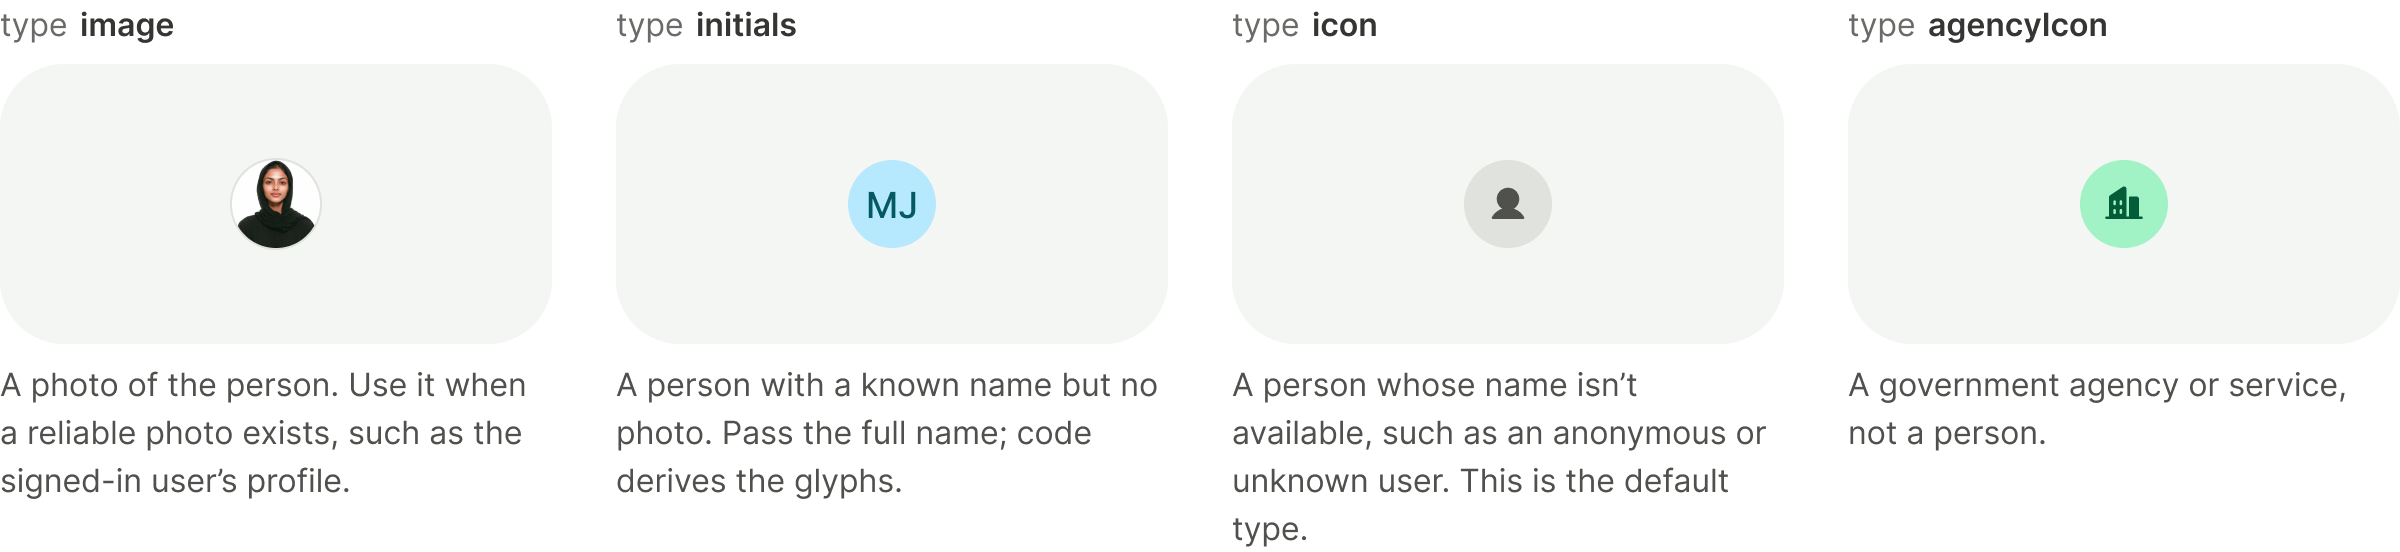 type image
A photo of the person. Use it when
a reliable photo exists, such as the
signed-in user’s profile.
type initials
MJ
A person with a known name but no
photo. Pass the full name; code
derives the glyphs.
type icon
A person whose name isn’t
available, such as an anonymous or
unknown user. This is the default
type.
type agencyIcon
A government agency or service,
not a person.